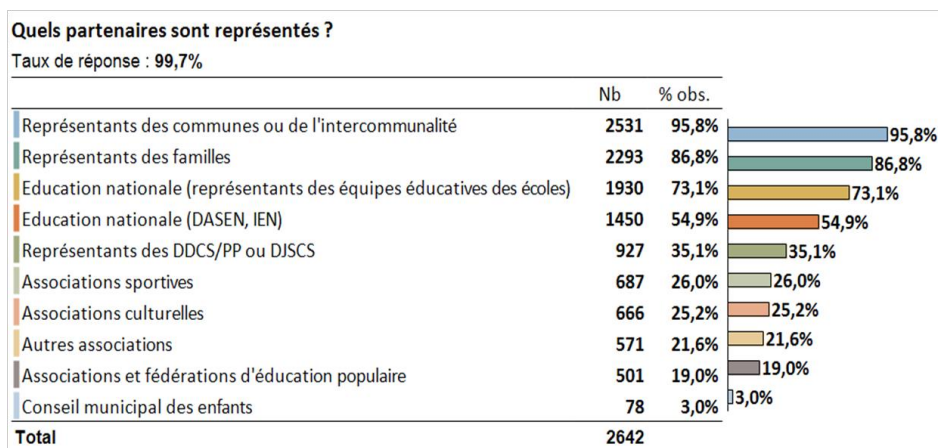 Quels partenaires sont représentés ?
Taux de réponse : 99,7%
Nb % obs.
Représentants des communes ou de l'intercommunalité 2531 95,8% 95,8%
Représentants des familles 2293 86,8% 86,8%
Education nationale (représentants des équipes éducatives des écoles) 1930 73,1% 73,1%
Education nationale (DASEN, IEN) 1450 54,9% 54,9%
Représentants des DDCS/PP ou DJSCS 927 35,1% 35,1%
Associations sportives 687 26,0% 26,0%
Associations culturelles 666 25,2% 25,2%
Autres associations 571 21,6% 21,6%
Associations et fédérations d'éducation populaire 501 19,0% 19,0%
Conseil municipal des enfants 78 3,0% 3,0%
Total 2642